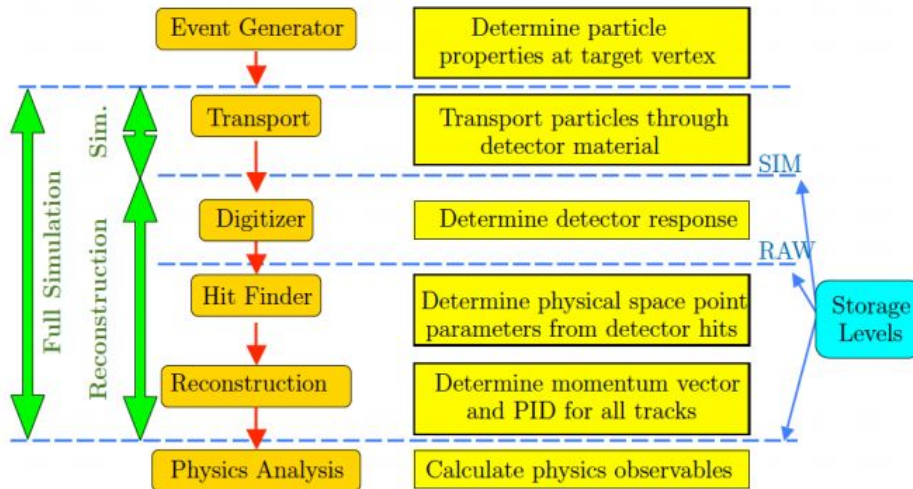 Event Generator
Determine particle
properties at target vertex
Transport
Transport particles through
detector material
SIM
Digitizer
Determine detector response
RAW
Hit Finder
Determine physical space point
parameters from detector hits
Reconstruction
Determine momentum vector
and PID for all tracks
Physics Analysis
Calculate physics observables
Full Simulation
Sim.
Reconstruction
Storage
Levels